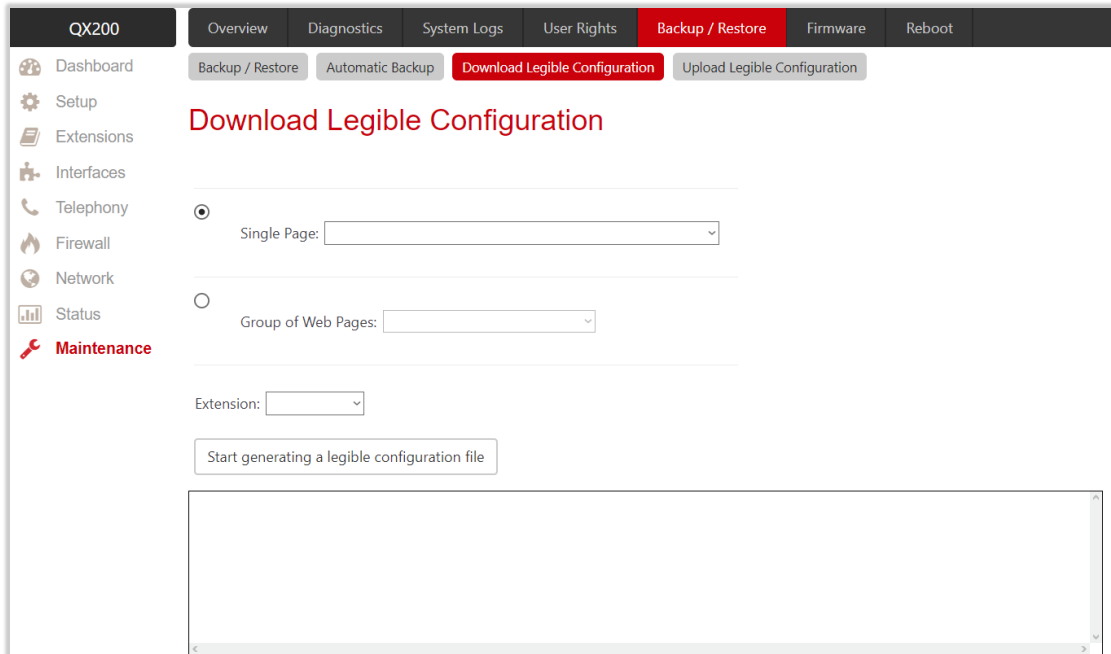 QX200 Overview Diagnostics System Logs User Rights Backup / Restore Firmware Reboot
Backup / Restore Automatic Backup Download Legible Configuration Upload Legible Configuration
Dashboard
Setup
Extensions
Interfaces
Telephony
Firewall
Network
Status
Maintenance
Download Legible Configuration
Single Page:
Group of Web Pages:
Extension:
Start generating a legible configuration file